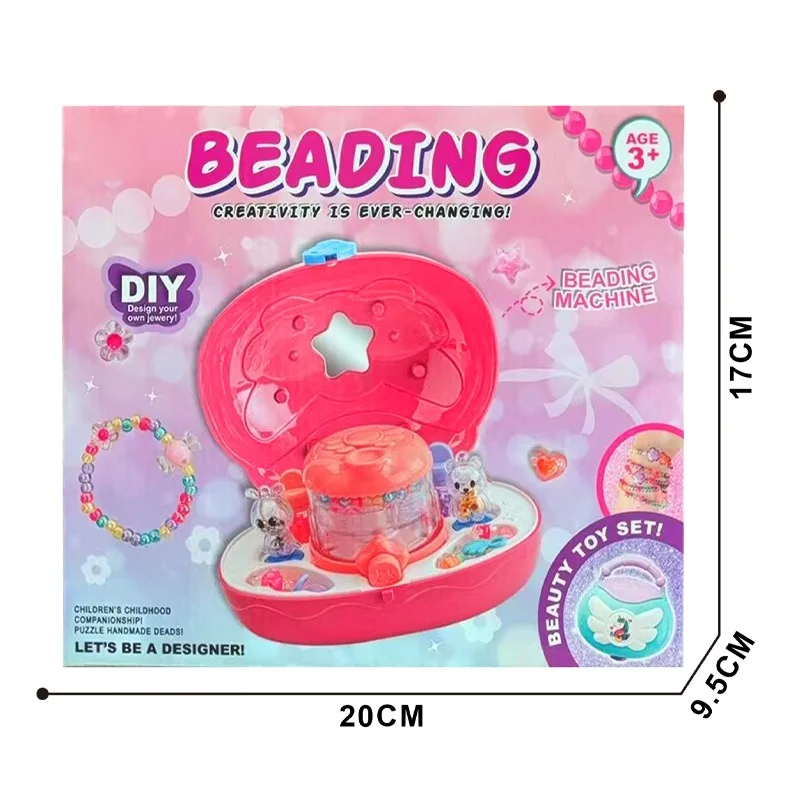 BEADING
CREATIVITY IS EVER-CHANGING!
AGE
3+
DIY
Design your
own jewery!
BEADING
MACHINE
BEAUTY TOY SET!
CHILDREN'S CHILDHOOD
COMPANIONSHIP!
PUZZLE HANDMADE DEADS!
LET'S BE A DESIGNER!
17CM
9.5CM
20CM